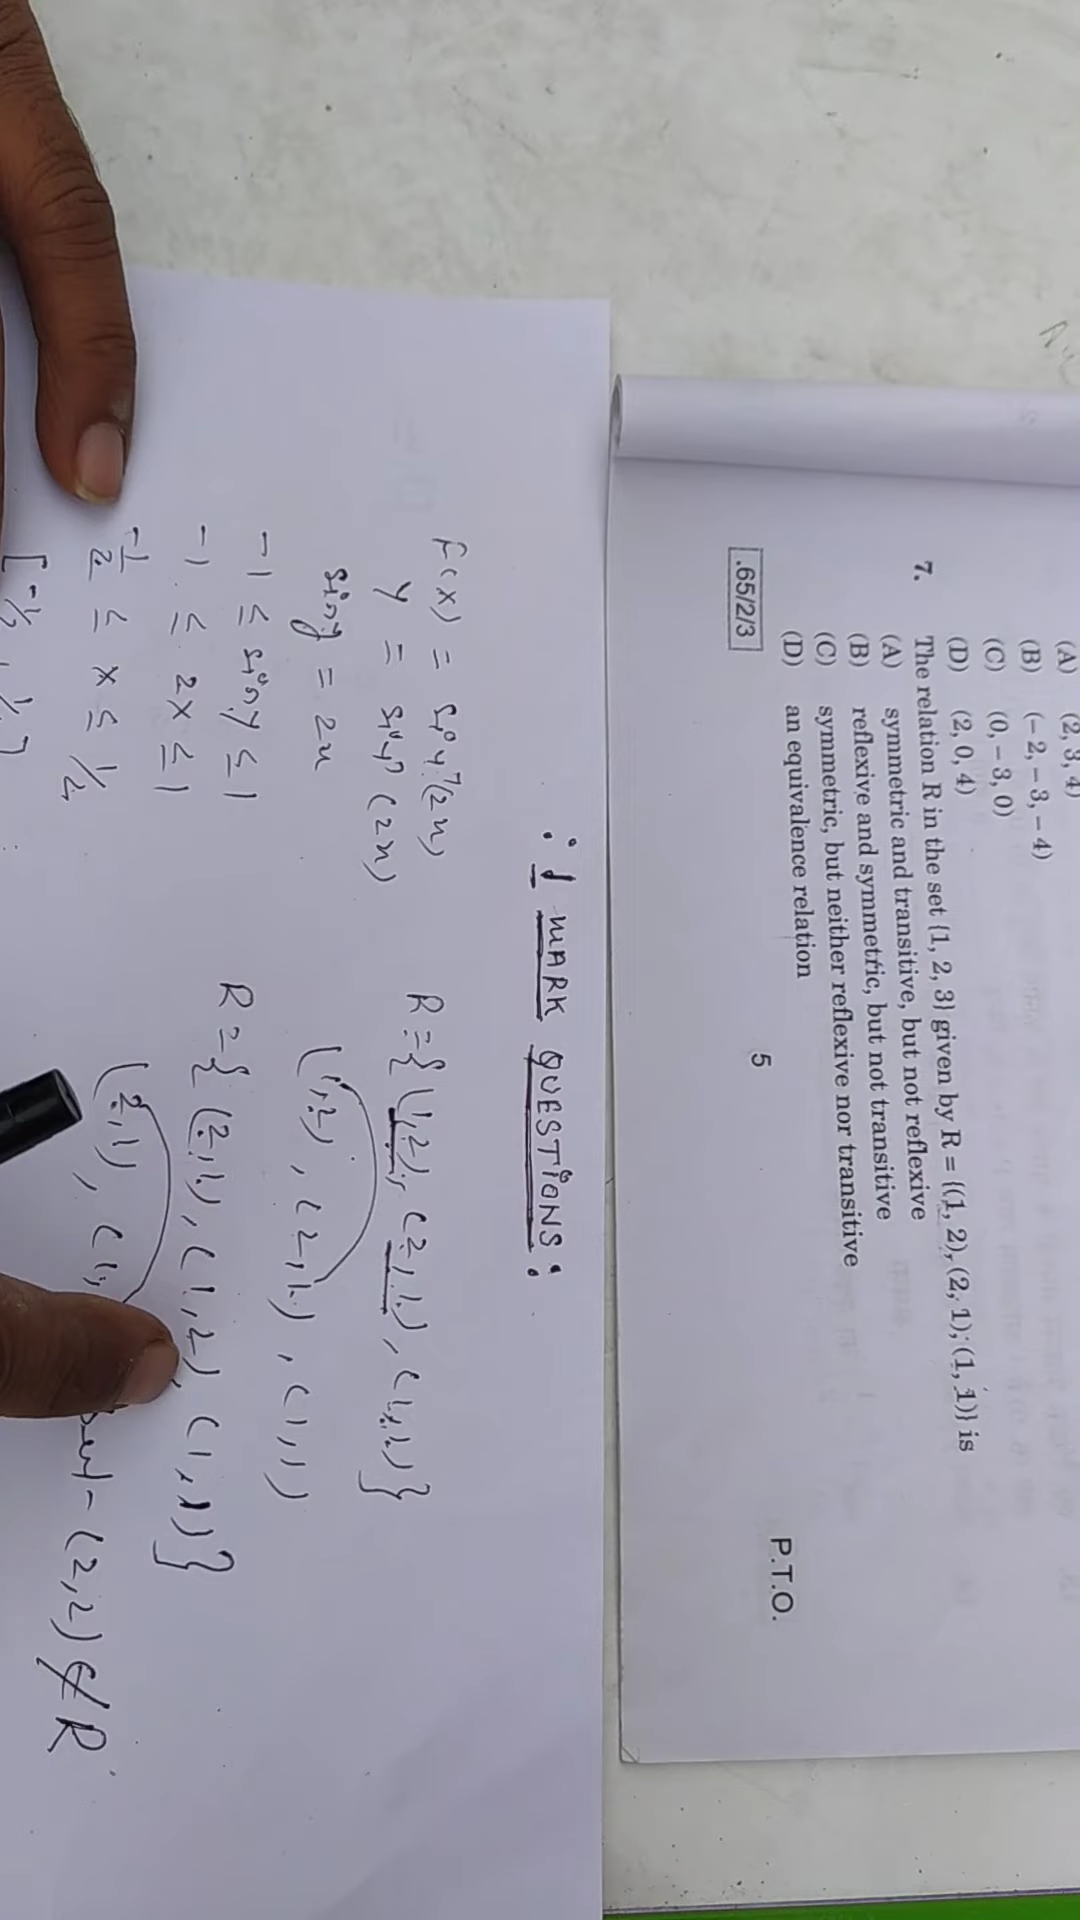 (A) (2, 3, 4)
(B) (– 2, – 3, – 4)
(C) (0, – 3, 0)
(D) (2, 0, 4)
7. The relation R in the set {1, 2, 3} given by R = {(1, 2), (2, 1), (1, 1)} is
(A) symmetric and transitive, but not reflexive
(B) reflexive and symmetric, but not transitive
(C) symmetric, but neither reflexive nor transitive
(D) an equivalence relation
.65/2/3 5 P.T.O.
: 1 MARK QUESTIONS :
f(x) = sin⁻¹(2x)
y = sin⁻¹(2x)
siny = 2x
-1 ≤ siny ≤ 1
-1 ≤ 2x ≤ 1
-1/2 ≤ x ≤ 1/2
R = {(1,2), (2,1), (1,1)}
(1,2), (2,1), (1,1)
R = {(2,1), (1,2), (1,1)}
(2,1), (1, - (2,2) ∉ R